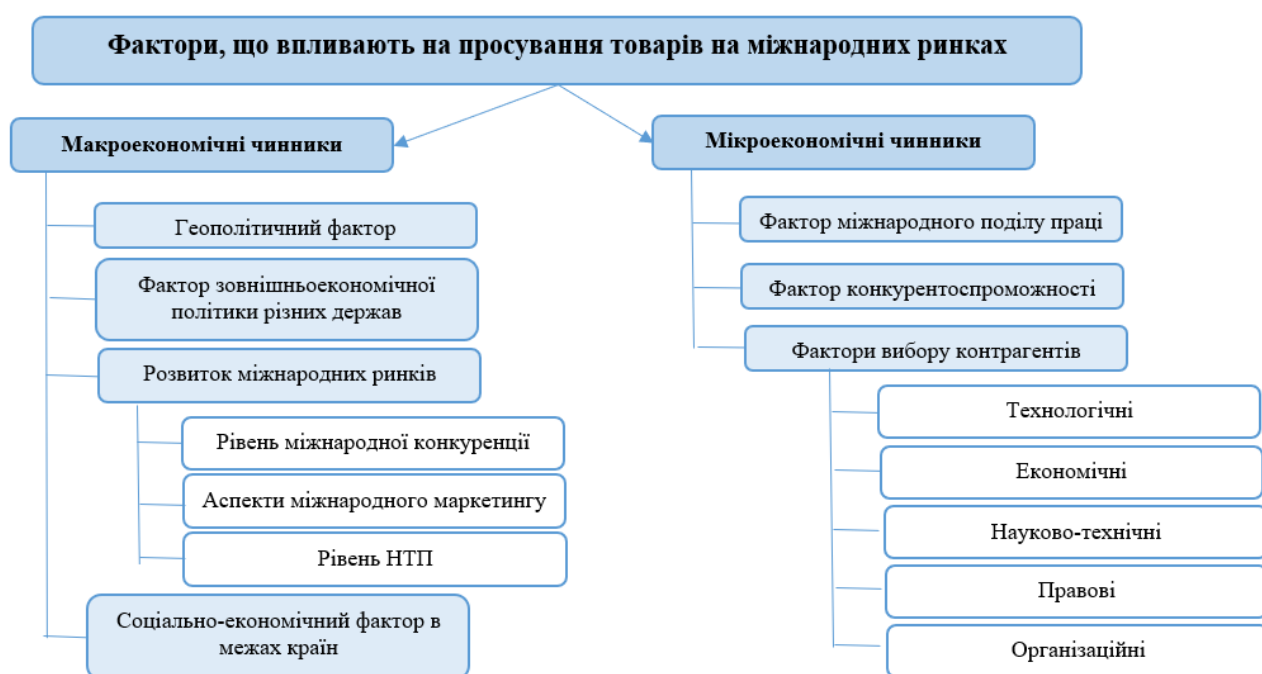 Фактори, що впливають на просування товарів на міжнародних ринках
Макроекономічні чинники
Геополітичний фактор
Фактор зовнішньоекономічної
політики різних держав
Розвиток міжнародних ринків
Рівень міжнародної конкуренції
Аспекти міжнародного маркетингу
Рівень НТП
Соціально-економічний фактор в
межах країн
Мікроекономічні чинники
Фактор міжнародного поділу праці
Фактор конкурентоспроможності
Фактори вибору контрагентів
Технологічні
Економічні
Науково-технічні
Правові
Організаційні